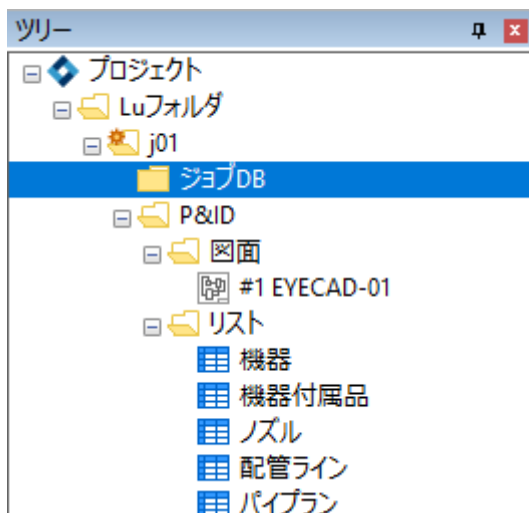 ツリー
プロジェクト
Luフォルダ
j01
ジョブDB
P&ID
図面
#1 EYECAD-01
リスト
機器
機器付属品
ノズル
配管ライン
パイプラン